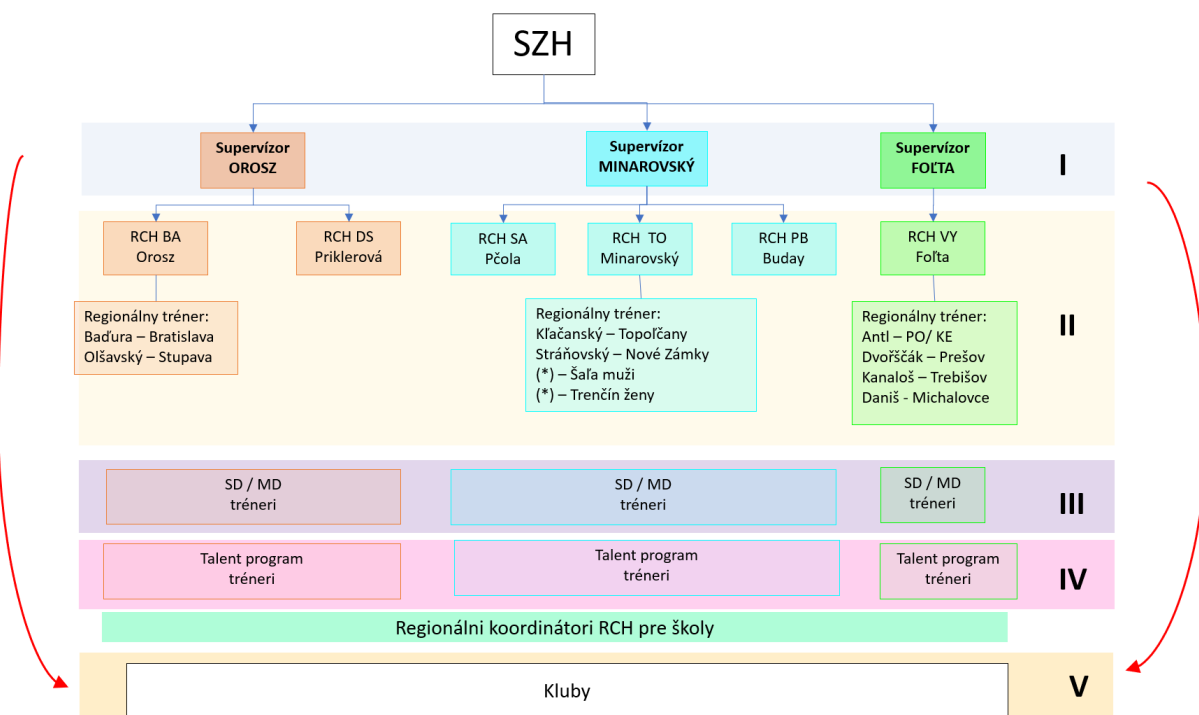 SZH
Supervízor
OROSZ
Supervízor
MINAROVSKÝ
Supervízor
FOĽTA
I
RCH BA
Orosz
RCH DS
Priklerová
RCH SA
Pčola
RCH  TO
Minarovský
RCH PB
Buday
RCH VY
Foľta
Regionálny tréner:
Baďura – Bratislava
Olšavský – Stupava
Regionálny tréner:
Kľačanský – Topoľčany
Stráňovský – Nové Zámky
(*) – Šaľa muži
(*) – Trenčín ženy
Regionálny tréner:
Antl – PO/ KE
Dvořščák – Prešov
Kanaloš – Trebišov
Daniš - Michalovce
II
SD / MD
tréneri
SD / MD
tréneri
SD / MD
tréneri
III
Talent program
tréneri
Talent program
tréneri
Talent program
tréneri
IV
Regionálni koordinátori RCH pre školy
Kluby
V